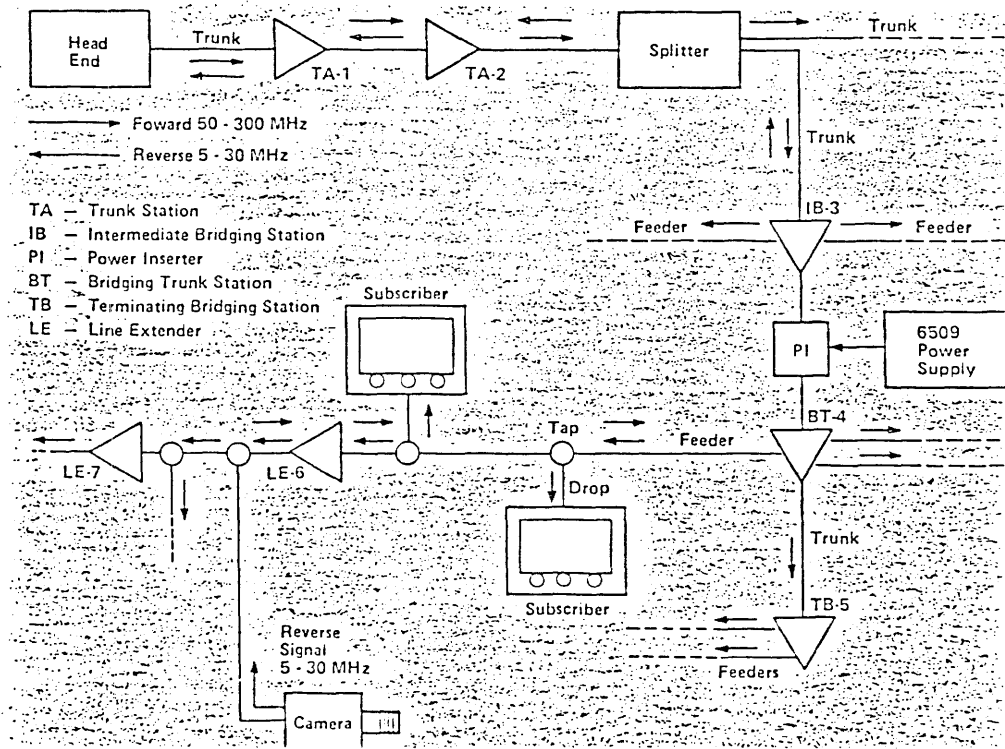 Head
End
Trunk
TA-1
TA-2
Splitter
Trunk
Foward 50 - 300 MHz
Reverse 5 - 30 MHz
Trunk
TA – Trunk Station
IB – Intermediate Bridging Station
PI – Power Inserter
BT – Bridging Trunk Station
TB – Terminating Bridging Station
LE – Line Extender
IB-3
Feeder
Feeder
Subscriber
PI
6509
Power
Supply
BT-4
Tap
Feeder
LE-7
LE-6
Drop
Subscriber
Trunk
TB-5
Feeders
Reverse
Signal
5 - 30 MHz
Camera